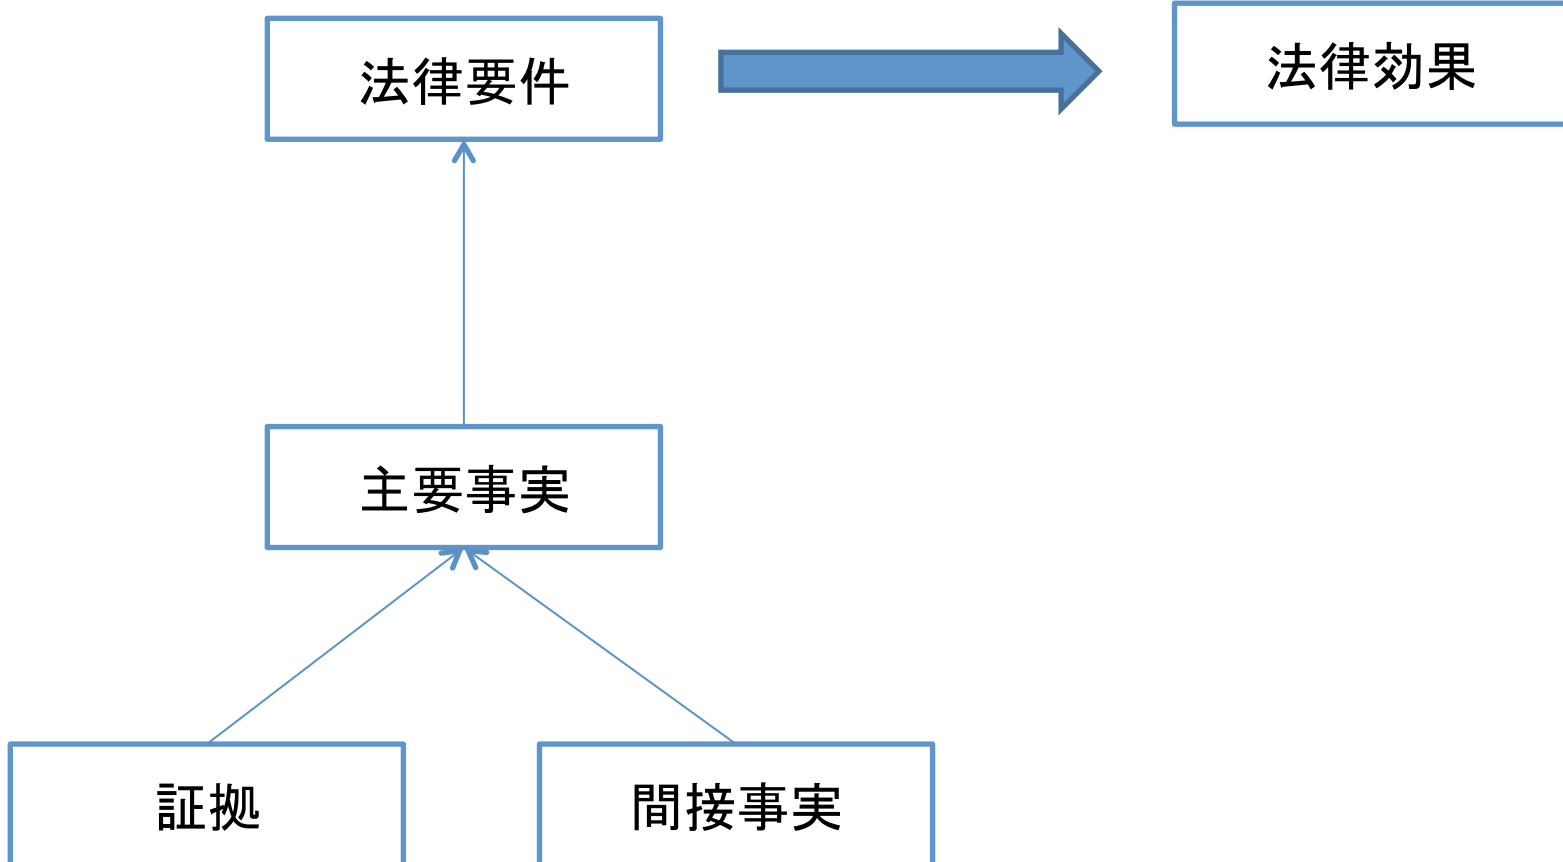 法律要件
法律効果
主要事実
証拠
間接事実